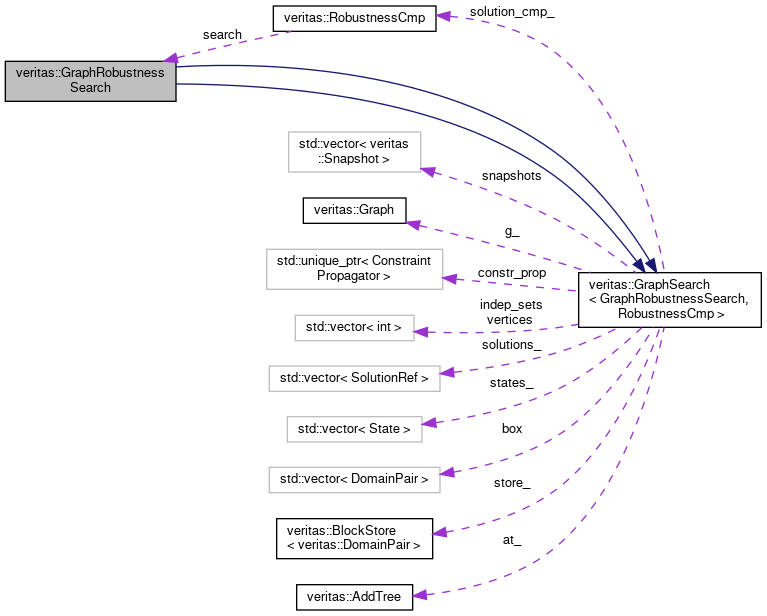 solution_cmp_
veritas::RobustnessCmp
search
veritas::GraphRobustness
Search
std::vector< veritas
::Snapshot >
snapshots
veritas::Graph
g_
std::unique_ptr< Constraint
Propagator >
constr_prop
veritas::GraphSearch
< GraphRobustnessSearch,
RobustnessCmp >
indep_sets
vertices
std::vector< int >
solutions_
std::vector< SolutionRef >
states_
std::vector< State >
box
std::vector< DomainPair >
store_
veritas::BlockStore
< veritas::DomainPair >
at_
veritas::AddTree